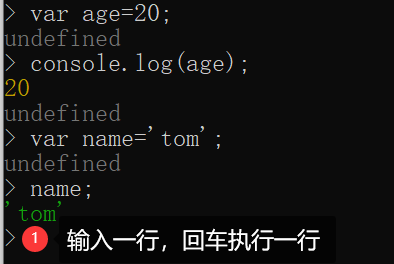 > var age=20;
undefined
> console.log(age);
20
undefined
> var name='tom';
undefined
> name;
'tom'
> 1 输入一行，回车执行一行